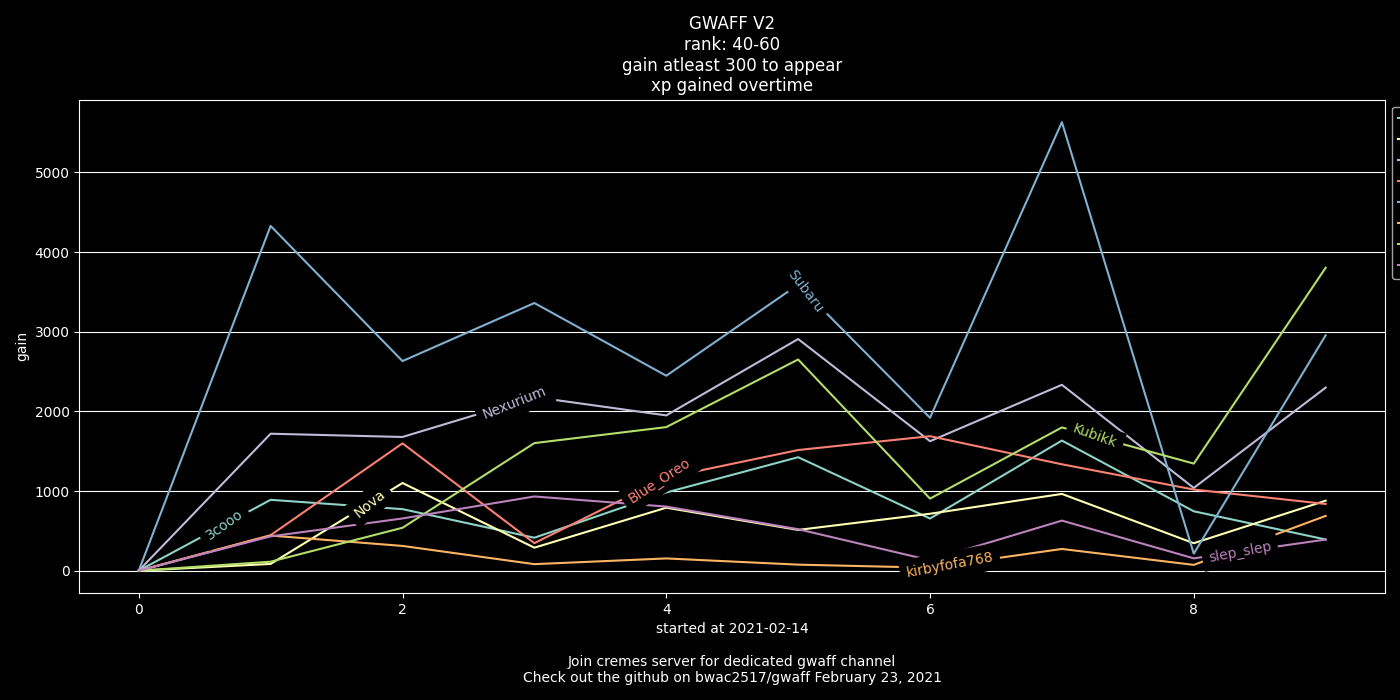 GWAFF V2
rank: 40-60
gain atleast 300 to appear
xp gained overtime
gain
5000
4000
3000
2000
1000
0
3cooo
Nova
Nexurium
Blue_Oreo
Subaru
kirbyfofa768
Kubikk
slep_slep
0 2 4 6 8
started at 2021-02-14
Join cremes server for dedicated gwaff channel
Check out the github on bwac2517/gwaff February 23, 2021